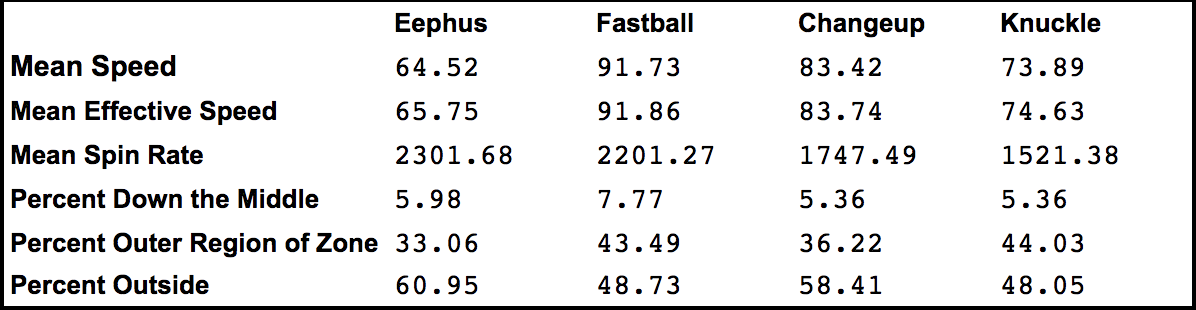 Eephus Fastball Changeup Knuckle
Mean Speed 64.52 91.73 83.42 73.89
Mean Effective Speed 65.75 91.86 83.74 74.63
Mean Spin Rate 2301.68 2201.27 1747.49 1521.38
Percent Down the Middle 5.98 7.77 5.36 5.36
Percent Outer Region of Zone 33.06 43.49 36.22 44.03
Percent Outside 60.95 48.73 58.41 48.05